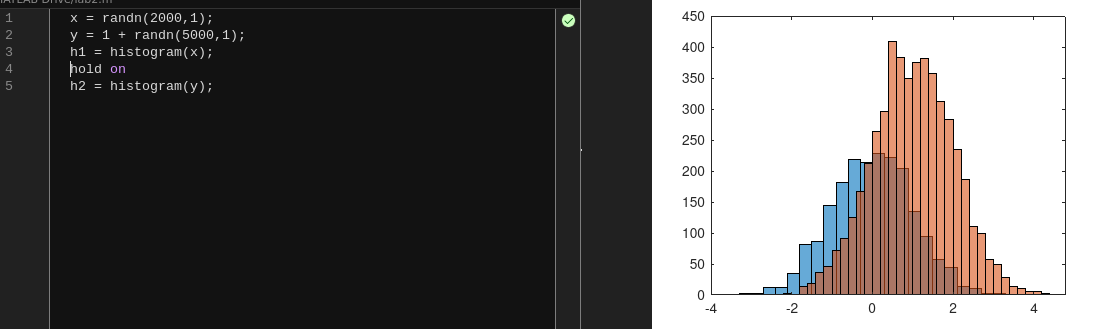 1 x = randn(2000,1);
2 y = 1 + randn(5000,1);
3 h1 = histogram(x);
4 hold on
5 h2 = histogram(y);
450
400
350
300
250
200
150
100
50
0
-4 -2 0 2 4